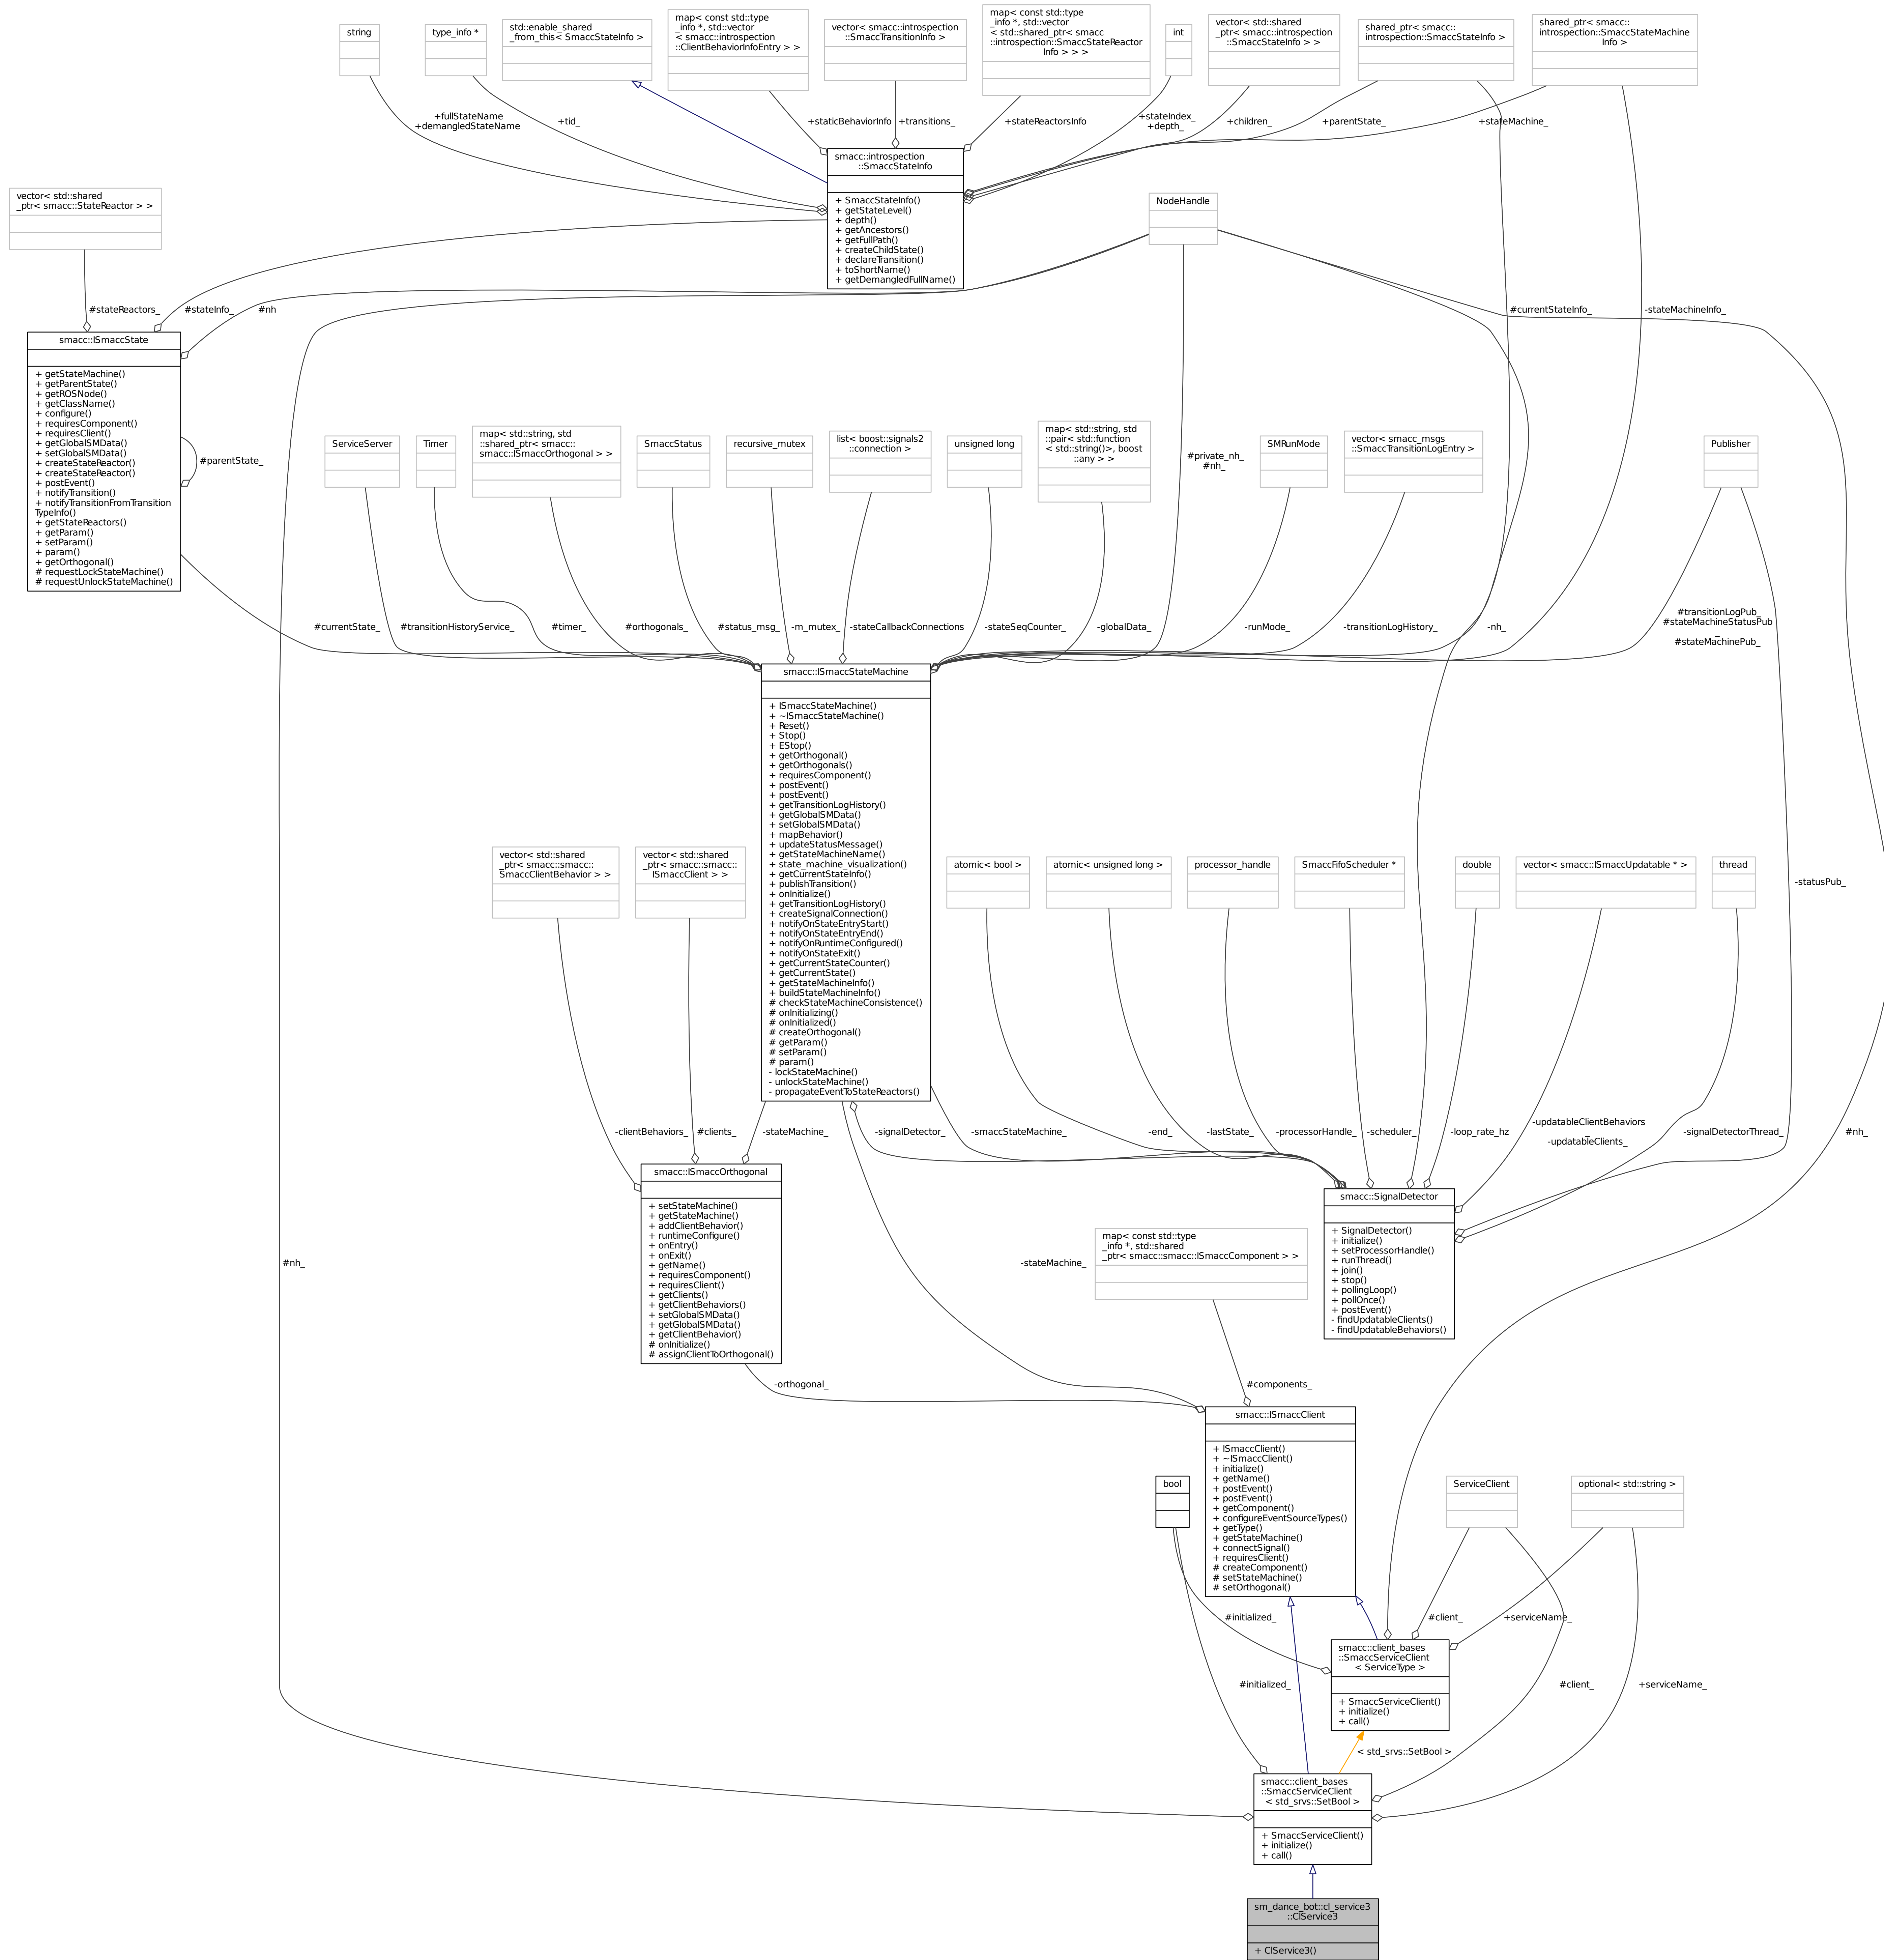 string
type_info *
std::enable_shared
_from_this< SmaccStateInfo >
map< const std::type
_info *, std::vector
< smacc::introspection
::ClientBehaviorInfoEntry > >
vector< smacc::introspection
::SmaccTransitionInfo >
map< const std::type
_info *, std::vector
< std::shared_ptr< smacc
::introspection::SmaccStateReactor
Info > > >
int
vector< std::shared
_ptr< smacc::introspection
::SmaccStateInfo > >
shared_ptr< smacc::
introspection::SmaccStateInfo >
shared_ptr< smacc::
introspection::SmaccStateMachine
Info >
+fullStateName
+demangledStateName
+tid_
+staticBehaviorInfo
+transitions_
+stateReactorsInfo
+stateIndex_
+depth_
+children_
+parentState_
+stateMachine_
smacc::introspection
::SmaccStateInfo
+ SmaccStateInfo()
+ getStateLevel()
+ depth()
+ getAncestors()
+ getFullPath()
+ createChildState()
+ declareTransition()
+ toShortName()
+ getDemangledFullName()
vector< std::shared
_ptr< smacc::StateReactor > >
NodeHandle
#stateReactors_
#stateInfo_
#nh
#currentStateInfo_
-stateMachineInfo_
smacc::ISmaccState
+ getStateMachine()
+ getParentState()
+ getROSNode()
+ getClassName()
+ configure()
+ requiresComponent()
+ requiresClient()
+ getGlobalSMData()
+ setGlobalSMData()
+ createStateReactor()
+ createStateReactor()
+ postEvent()
+ notifyTransition()
+ notifyTransitionFromTransition
TypeInfo()
+ getStateReactors()
+ getParam()
+ setParam()
+ param()
+ getOrthogonal()
# requestLockStateMachine()
# requestUnlockStateMachine()
#parentState_
ServiceServer
Timer
map< std::string, std
::shared_ptr< smacc::
smacc::ISmaccOrthogonal > >
SmaccStatus
recursive_mutex
list< boost::signals2
::connection >
unsigned long
map< std::string, std
::pair< std::function
< std::string()>, boost
::any > >
#private_nh_
#nh_
SMRunMode
vector< smacc_msgs
::SmaccTransitionLogEntry >
Publisher
#currentState_
#transitionHistoryService_
#timer_
#orthogonals_
#status_msg_
-m_mutex_
-stateCallbackConnections
-stateSeqCounter_
-globalData_
-runMode_
-transitionLogHistory_
-nh_
#transitionLogPub_
#stateMachineStatusPub
_
#stateMachinePub_
smacc::ISmaccStateMachine
+ ISmaccStateMachine()
+ ~ISmaccStateMachine()
+ Reset()
+ Stop()
+ EStop()
+ getOrthogonal()
+ getOrthogonals()
+ requiresComponent()
+ postEvent()
+ postEvent()
+ getTransitionLogHistory()
+ getGlobalSMData()
+ setGlobalSMData()
+ mapBehavior()
+ updateStatusMessage()
+ getStateMachineName()
+ state_machine_visualization()
+ getCurrentStateInfo()
+ publishTransition()
+ onInitialize()
+ getTransitionLogHistory()
+ createSignalConnection()
+ notifyOnStateEntryStart()
+ notifyOnStateEntryEnd()
+ notifyOnRuntimeConfigured()
+ notifyOnStateExit()
+ getCurrentStateCounter()
+ getCurrentState()
+ getStateMachineInfo()
+ buildStateMachineInfo()
# checkStateMachineConsistence()
# onInitializing()
# onInitialized()
# createOrthogonal()
# getParam()
# setParam()
# param()
- lockStateMachine()
- unlockStateMachine()
- propagateEventToStateReactors()
vector< std::shared
_ptr< smacc::smacc::
SmaccClientBehavior > >
vector< std::shared
_ptr< smacc::smacc::
ISmaccClient > >
atomic< bool >
atomic< unsigned long >
processor_handle
SmaccFifoScheduler *
double
vector< smacc::ISmaccUpdatable * >
thread
-statusPub_
-clientBehaviors_
#clients_
-stateMachine_
-signalDetector_
-smaccStateMachine_
-end_
-lastState_
-processorHandle_
-scheduler_
-loop_rate_hz
-updatableClientBehaviors
_
-updatableClients_
-signalDetectorThread_
#nh_
smacc::ISmaccOrthogonal
+ setStateMachine()
+ getStateMachine()
+ addClientBehavior()
+ runtimeConfigure()
+ onEntry()
+ onExit()
+ getName()
+ requiresComponent()
+ requiresClient()
+ getClients()
+ getClientBehaviors()
+ setGlobalSMData()
+ getGlobalSMData()
+ getClientBehavior()
# onInitialize()
# assignClientToOrthogonal()
smacc::SignalDetector
+ SignalDetector()
+ initialize()
+ setProcessorHandle()
+ runThread()
+ join()
+ stop()
+ pollingLoop()
+ pollOnce()
+ postEvent()
- findUpdatableClients()
- findUpdatableBehaviors()
#nh_
-stateMachine_
map< const std::type
_info *, std::shared
_ptr< smacc::smacc::ISmaccComponent > >
-orthogonal_
#components_
smacc::ISmaccClient
+ ISmaccClient()
+ ~ISmaccClient()
+ initialize()
+ getName()
+ postEvent()
+ postEvent()
+ getComponent()
+ configureEventSourceTypes()
+ getType()
+ getStateMachine()
+ connectSignal()
+ requiresClient()
# createComponent()
# setStateMachine()
# setOrthogonal()
bool
ServiceClient
optional< std::string >
#initialized_
#client_
+serviceName_
smacc::client_bases
::SmaccServiceClient
< ServiceType >
+ SmaccServiceClient()
+ initialize()
+ call()
#initialized_
#client_
+serviceName_
< std_srvs::SetBool >
smacc::client_bases
::SmaccServiceClient
< std_srvs::SetBool >
+ SmaccServiceClient()
+ initialize()
+ call()
sm_dance_bot::cl_service3
::ClService3
+ ClService3()